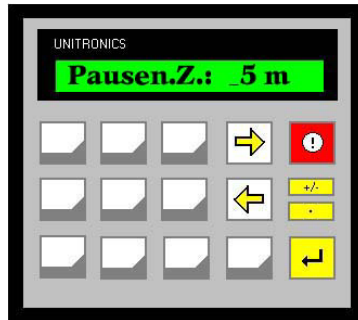 UNITRONICS
Pausen.Z.: _5 m
+/-
.